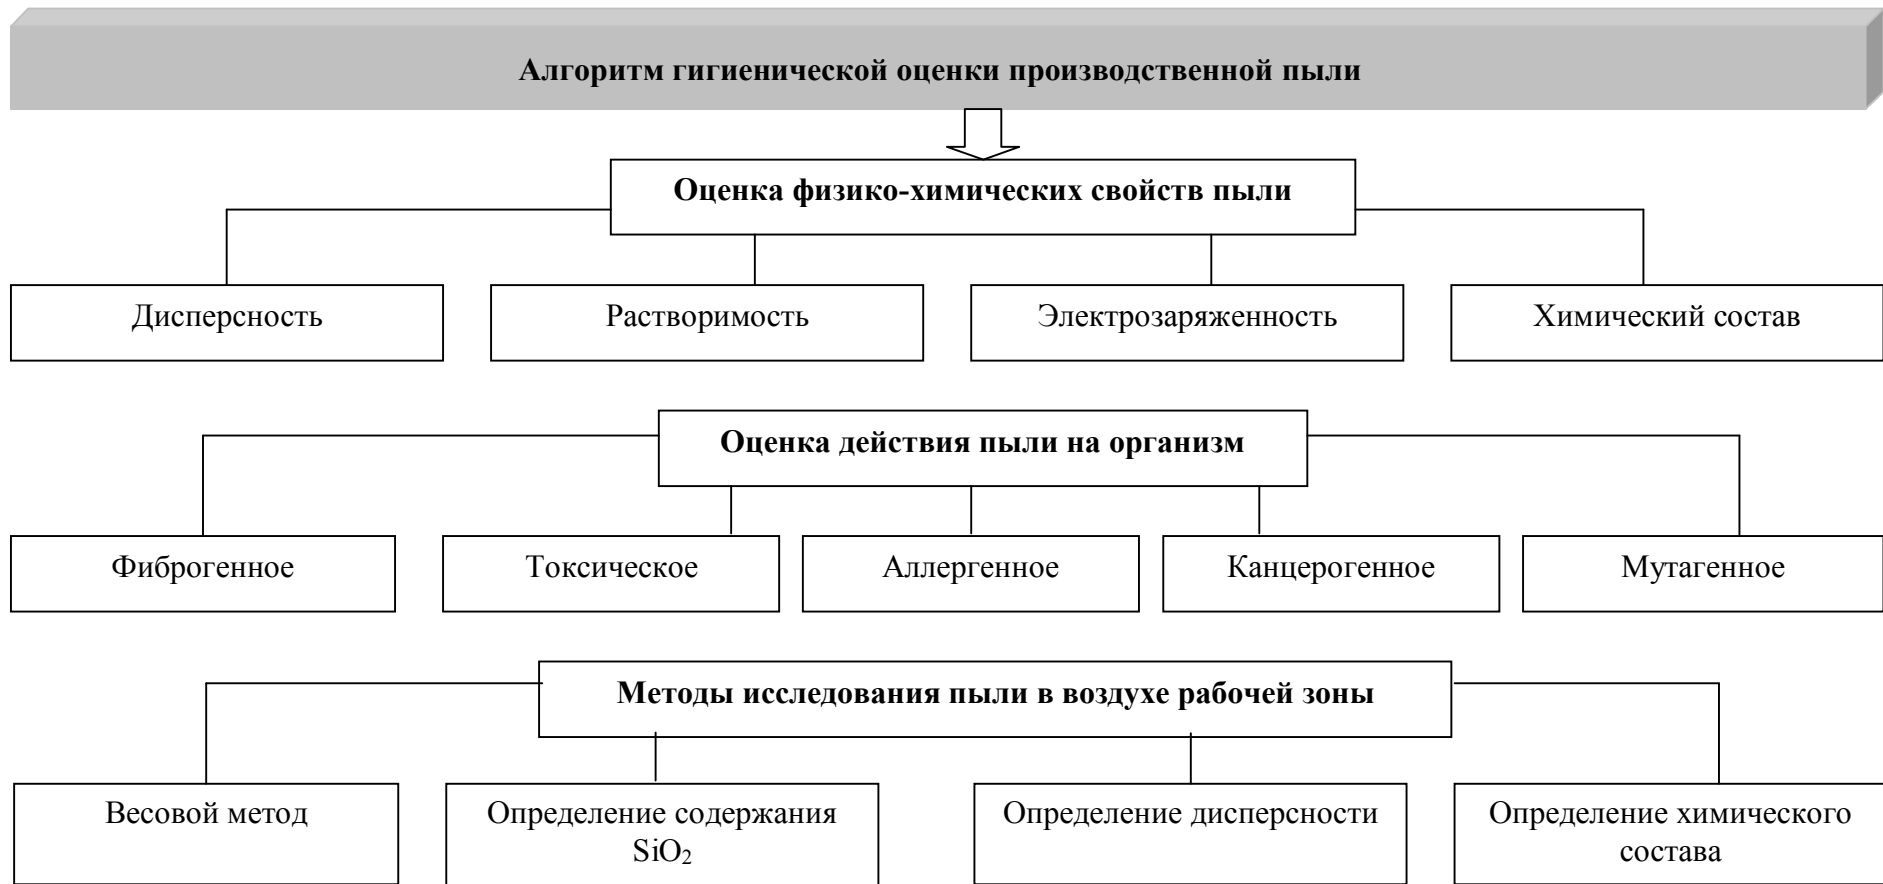 Алгоритм гигиенической оценки производственной пыли
Оценка физико-химических свойств пыли
Дисперсность
Растворимость
Электрозаряженность
Химический состав
Оценка действия пыли на организм
Фиброгенное
Токсическое
Аллергенное
Канцерогенное
Мутагенное
Методы исследования пыли в воздухе рабочей зоны
Весовой метод
Определение содержания
SiO₂
Определение дисперсности
Определение химического
состава